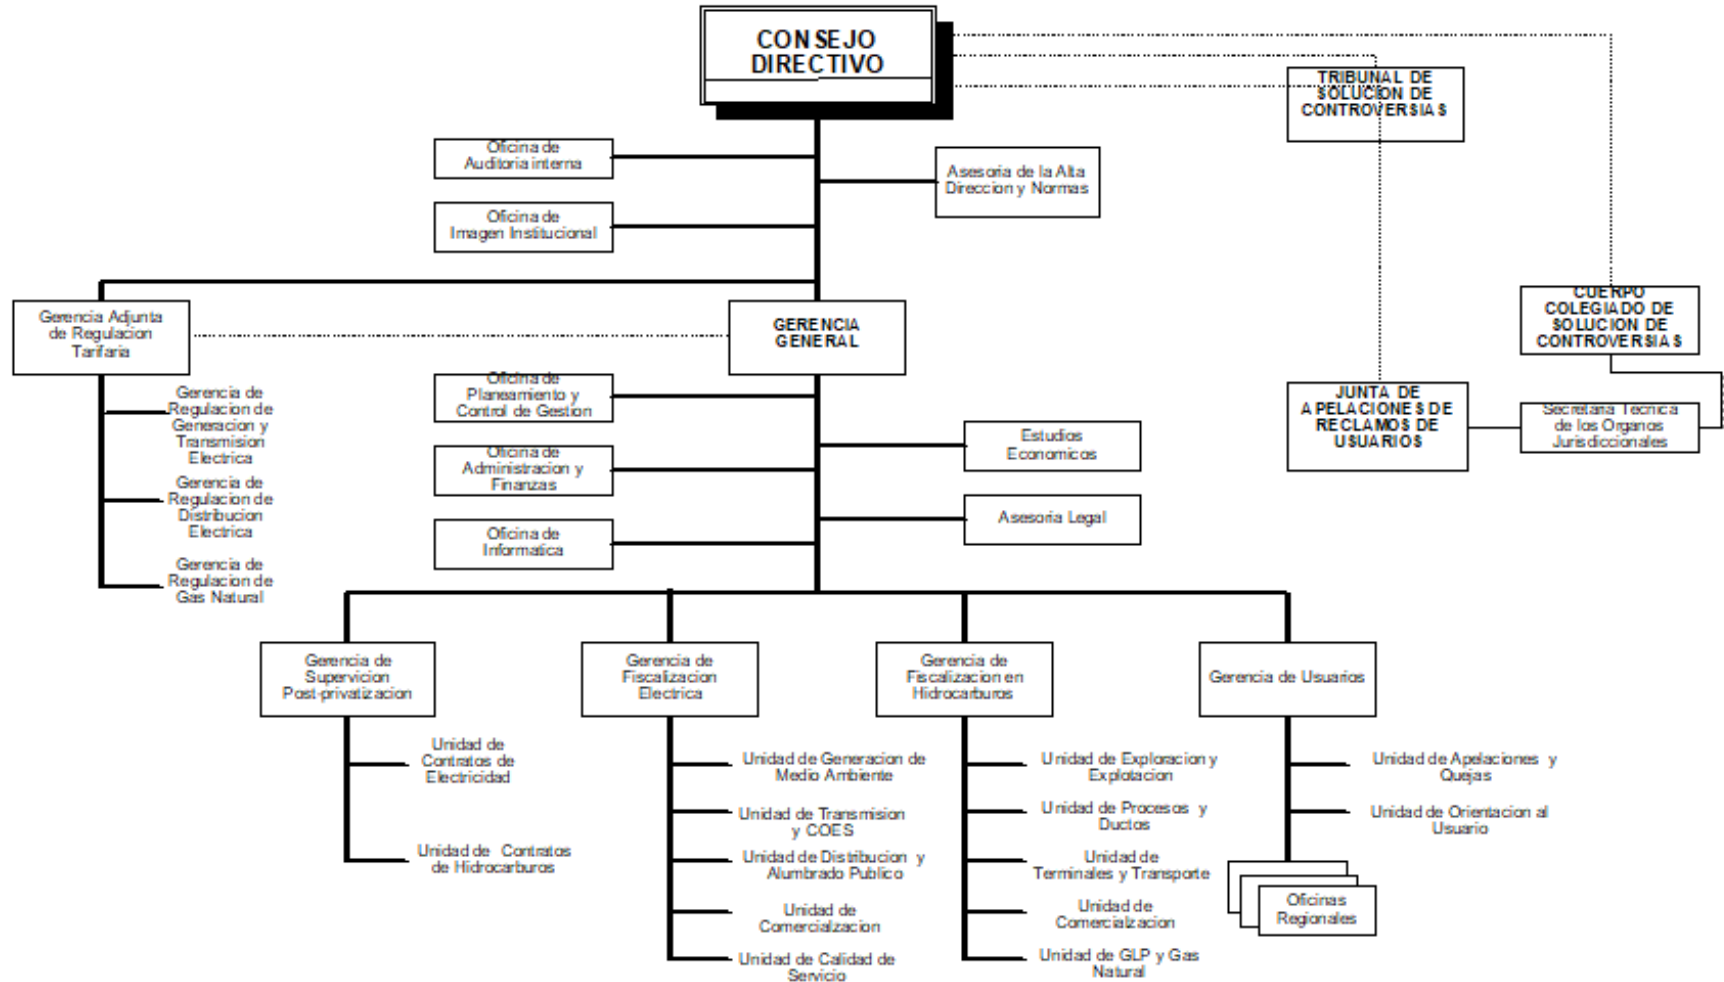 CONSEJO
DIRECTIVO
TRIBUNAL DE
SOLUCION DE
CONTROVERSIAS
Oficina de
Auditoria interna
Asesoria de la Alta
Direccion y Normas
Oficina de
Imagen Institucional
Gerencia Adjunta
de Regulacion
Tarifaria
GERENCIA
GENERAL
CUERPO
COLEGIADO DE
SOLUCION DE
CONTROVERSIAS
Oficina de
Planeamiento y
Control de Gestion
JUNTA DE
APELACIONES DE
RECLAMOS DE
USUARIOS
Secretaria Tecnica
de los Organos
Jurisdiccionales
Gerencia de
Regulacion de
Generacion y
Transmision
Electrica
Estudios
Economicos
Oficina de
Administracion y
Finanzas
Gerencia de
Regulacion de
Distribucion
Electrica
Asesoria Legal
Oficina de
Informatica
Gerencia de
Regulacion de
Gas Natural
Gerencia de
Supervicion
Post-privatizacion
Gerencia de
Fiscalizacion
Electrica
Gerencia de
Fiscalizacion en
Hidrocarburos
Gerencia de Usuarios
Unidad de
Contratos de
Electricidad
Unidad de Contratos
de Hidrocarburos
Unidad de Generacion de
Medio Ambiente
Unidad de Transmision
y COES
Unidad de Distribucion y
Alumbrado Publico
Unidad de
Comercialzacion
Unidad de Calidad de
Servicio
Unidad de Exploracion y
Explotacion
Unidad de Procesos y
Ductos
Unidad de
Terminales y Transporte
Unidad de
Comercialzacion
Unidad de GLP y Gas
Natural
Unidad de Apelaciones y
Quejas
Unidad de Orientacion al
Usuario
Oficinas
Regionales